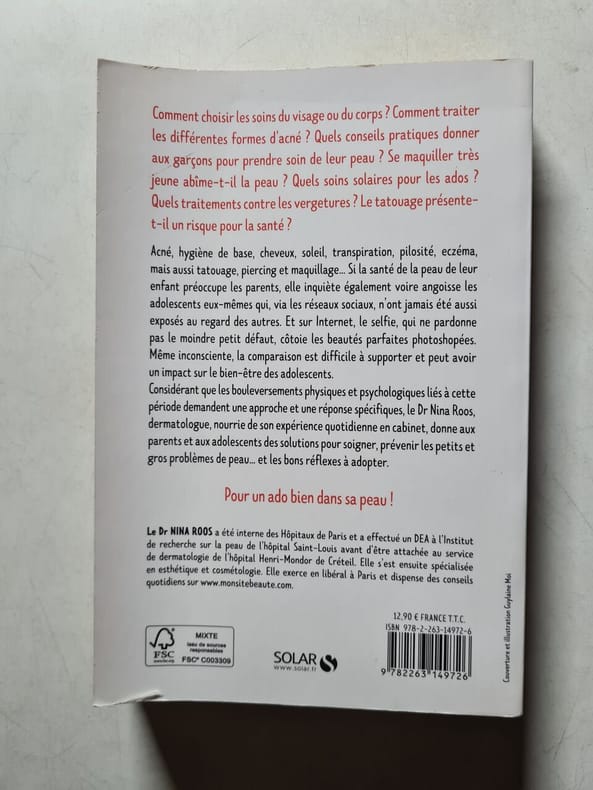 Comment choisir les soins du visage ou du corps ? Comment traiter
les différentes formes d'acné ? Quels conseils pratiques donner
aux garçons pour prendre soin de leur peau ? Se maquiller très
jeune abîme-t-il la peau ? Quels soins solaires pour les ados ?
Quels traitements contre les vergetures ? Le tatouage présente-
t-il un risque pour la santé ?
Acné, hygiène de base, cheveux, soleil, transpiration, pilosité, eczéma,
mais aussi tatouage, piercing et maquillage... Si la santé de la peau de leur
enfant préoccupe les parents, elle inquiète également voire angoisse les
adolescents eux-mêmes qui, via les réseaux sociaux, n'ont jamais été aussi
exposés au regard des autres. Et sur Internet, le selfie, qui ne pardonne
pas le moindre petit défaut, côtoie les beautés parfaites photoshopées.
Même inconsciente, la comparaison est difficile à supporter et peut avoir
un impact sur le bien-être des adolescents.
Considérant que les bouleversements physiques et psychologiques liés à cette
période demandent une approche et une réponse spécifiques, le Dr Nina Roos,
dermatologue, nourrie de son expérience quotidienne en cabinet, donne aux
parents et aux adolescents des solutions pour soigner, prévenir les petits et
gros problèmes de peau... et les bons réflexes à adopter.
Pour un ado bien dans sa peau !
Le Dr NINA ROOS a été interne des Hôpitaux de Paris et a effectué un DEA à l'Institut
de recherche sur la peau de l'hôpital Saint-Louis avant d'être attachée au service
de dermatologie de l'hôpital Henri-Mondor de Créteil. Elle s'est ensuite spécialisée
en esthétique et cosmétologie. Elle exerce en libéral à Paris et dispense des conseils
quotidiens sur www.monsitebeaute.com.
Couverture et illustration Guylaine Moi
12,90 € FRANCE T.T.C.
ISBN 978-2-263-14972-6
9 782263 149726
FSC
www.fsc.org
MIXTE
Issu de sources
responsables
FSC® C003309
SOLAR
www.solar.fr